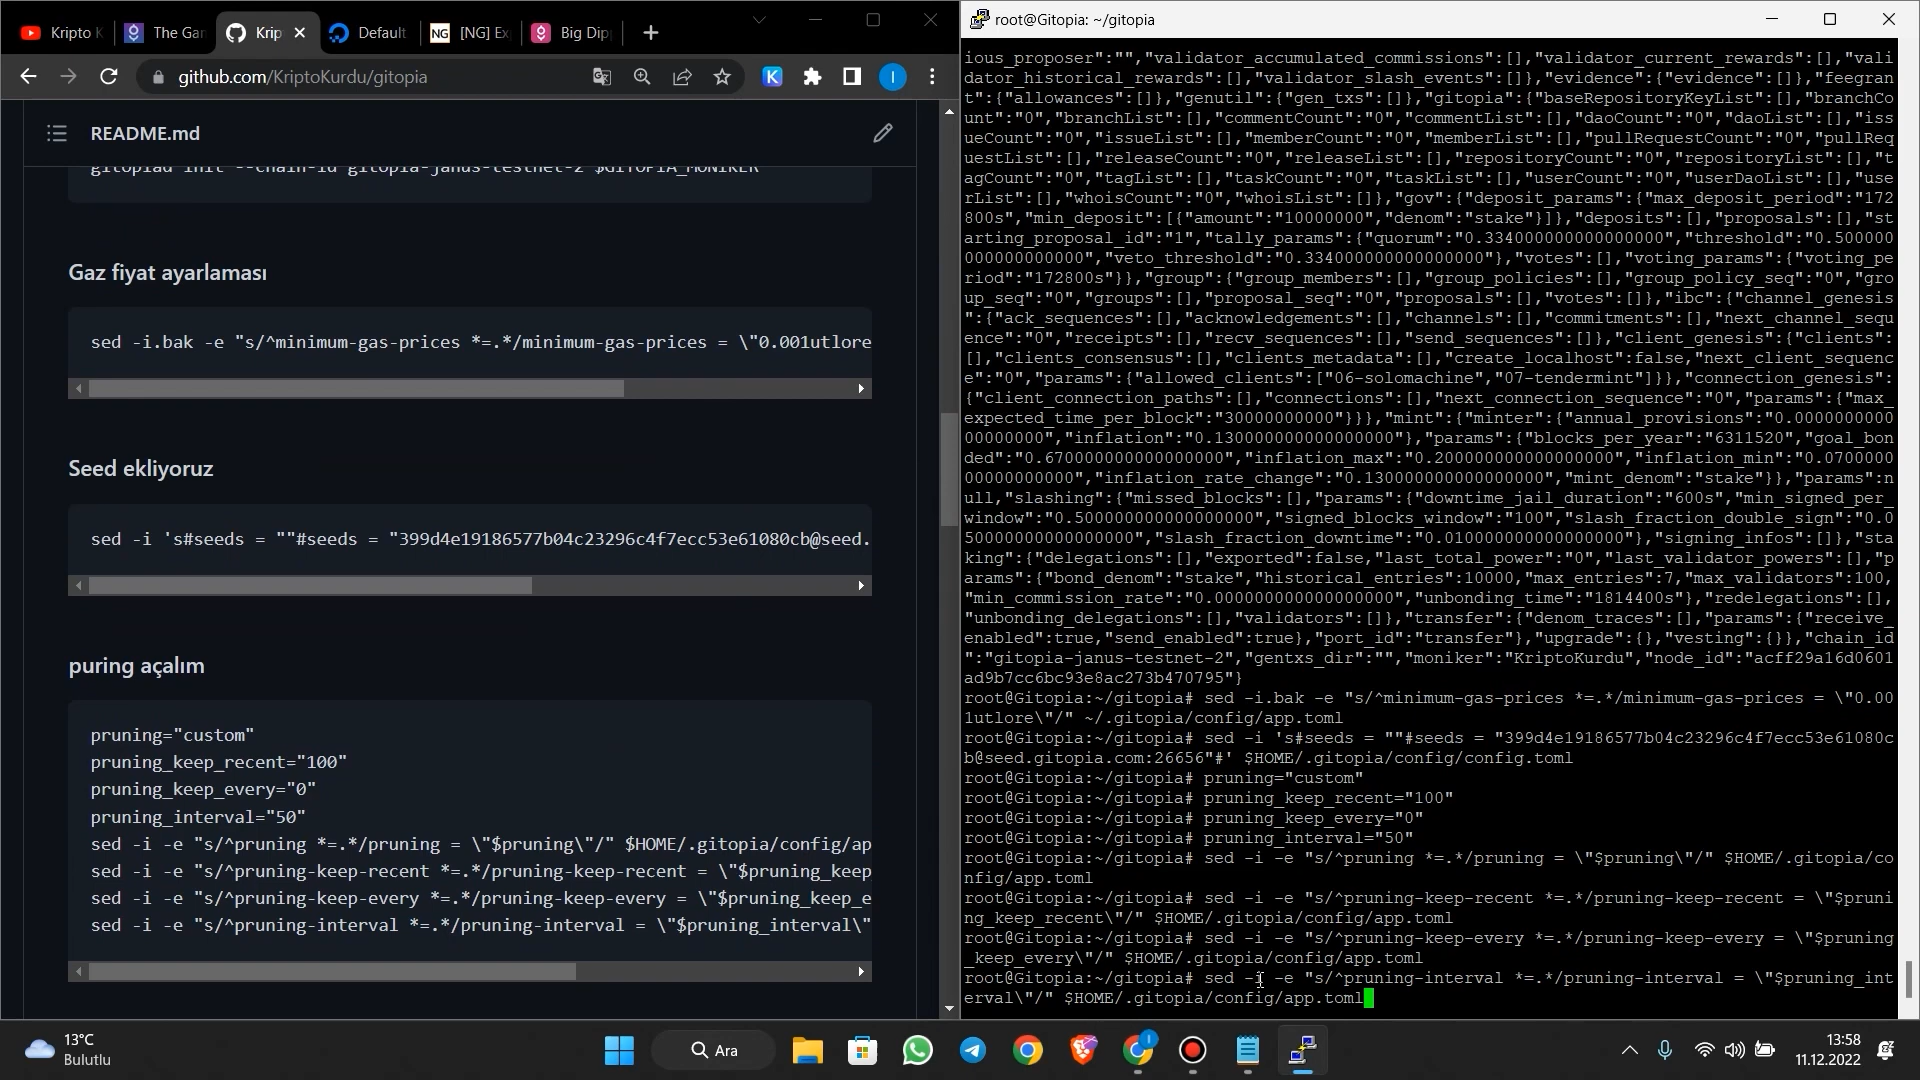 Kripto K
The Gar
Krip
Default
[NG] Ex
Big Dip
github.com/KriptoKurdu/gitopia
README.md
gitopiad init --chain-id gitopia-janus-testnet-2 $GITOPIA_MONIKER
Gaz fiyat ayarlaması
sed -i.bak -e "s/^minimum-gas-prices *=.*/minimum-gas-prices = \"0.001utlore
Seed ekliyoruz
sed -i 's#seeds = ""#seeds = "399d4e19186577b04c23296c4f7ecc53e61080cb@seed.
puring açalım
pruning="custom"
pruning_keep_recent="100"
pruning_keep_every="0"
pruning_interval="50"
sed -i -e "s/^pruning *=.*/pruning = \"$pruning\"/" $HOME/.gitopia/config/ap
sed -i -e "s/^pruning-keep-recent *=.*/pruning-keep-recent = \"$pruning_keep
sed -i -e "s/^pruning-keep-every *=.*/pruning-keep-every = \"$pruning_keep_e
sed -i -e "s/^pruning-interval *=.*/pruning-interval = \"$pruning_interval\"
root@Gitopia: ~/gitopia
ious_proposer":"","validator_accumulated_commissions":[],"validator_current_rewards":[],"vali
dator_historical_rewards":[],"validator_slash_events":[]},"evidence":{"evidence":[]},"feegran
t":{"allowances":[]},"genutil":{"gen_txs":[]},"gitopia":{"baseRepositoryKeyList":[],"branchCo
unt":"0","branchList":[],"commentCount":"0","commentList":[],"daoCount":"0","daoList":[],"iss
ueCount":"0","issueList":[],"memberCount":"0","memberList":[],"pullRequestCount":"0","pullReq
uestList":[],"releaseCount":"0","releaseList":[],"repositoryCount":"0","repositoryList":[],"t
agCount":"0","tagList":[],"taskCount":"0","taskList":[],"userCount":"0","userDaoList":[],"use
rList":[],"whoisCount":"0","whoisList":[]},"gov":{"deposit_params":{"max_deposit_period":"172
800s","min_deposit":[{"amount":"10000000","denom":"stake"}]},"deposits":[],"proposals":[],"st
arting_proposal_id":"1","tally_params":{"quorum":"0.334000000000000000","threshold":"0.500000
000000000000","veto_threshold":"0.334000000000000000"},"votes":[],"voting_params":{"voting_pe
riod":"172800s"}},"group":{"group_members":[],"group_policies":[],"group_policy_seq":"0","gro
up_seq":"0","groups":[],"proposal_seq":"0","proposals":[],"votes":[]},"ibc":{"channel_genesis
":{"ack_sequences":[],"acknowledgements":[],"channels":[],"commitments":[],"next_channel_sequ
ence":"0","receipts":[],"recv_sequences":[],"send_sequences":[]},"client_genesis":{"clients":
[],"clients_consensus":[],"clients_metadata":[],"create_localhost":false,"next_client_sequenc
e":"0","params":{"allowed_clients":["06-solomachine","07-tendermint"]}},"connection_genesis":
{"client_connection_paths":[],"connections":[],"next_connection_sequence":"0","params":{"max_
expected_time_per_block":"30000000000"}}},"mint":{"minter":{"annual_provisions":"0.0000000000
00000000","inflation":"0.130000000000000000"},"params":{"blocks_per_year":"6311520","goal_bon
ded":"0.670000000000000000","inflation_max":"0.200000000000000000","inflation_min":"0.0700000
00000000000","inflation_rate_change":"0.130000000000000000","mint_denom":"stake"}},"params":n
ull,"slashing":{"missed_blocks":[],"params":{"downtime_jail_duration":"600s","min_signed_per_
window":"0.500000000000000000","signed_blocks_window":"100","slash_fraction_double_sign":"0.0
50000000000000000","slash_fraction_downtime":"0.010000000000000000"},"signing_infos":[]},"sta
king":{"delegations":[],"exported":false,"last_total_power":"0","last_validator_powers":[],"p
arams":{"bond_denom":"stake","historical_entries":10000,"max_entries":7,"max_validators":100,
"min_commission_rate":"0.000000000000000000","unbonding_time":"1814400s"},"redelegations":[],
"unbonding_delegations":[],"validators":[]},"transfer":{"denom_traces":[],"params":{"receive_
enabled":true,"send_enabled":true},"port_id":"transfer"},"upgrade":{},"vesting":{}},"chain_id
":"gitopia-janus-testnet-2","gentxs_dir":"","moniker":"KriptoKurdu","node_id":"acff29a16d0601
ad9b7cc6bc93e8ac273b470795"}
root@Gitopia:~/gitopia# sed -i.bak -e "s/^minimum-gas-prices *=.*/minimum-gas-prices = \"0.00
1utlore\"/" ~/.gitopia/config/app.toml
root@Gitopia:~/gitopia# sed -i 's#seeds = ""#seeds = "399d4e19186577b04c23296c4f7ecc53e61080c
b@seed.gitopia.com:26656"#' $HOME/.gitopia/config/config.toml
root@Gitopia:~/gitopia# pruning="custom"
root@Gitopia:~/gitopia# pruning_keep_recent="100"
root@Gitopia:~/gitopia# pruning_keep_every="0"
root@Gitopia:~/gitopia# pruning_interval="50"
root@Gitopia:~/gitopia# sed -i -e "s/^pruning *=.*/pruning = \"$pruning\"/" $HOME/.gitopia/co
nfig/app.toml
root@Gitopia:~/gitopia# sed -i -e "s/^pruning-keep-recent *=.*/pruning-keep-recent = \"$pruni
ng_keep_recent\"/" $HOME/.gitopia/config/app.toml
root@Gitopia:~/gitopia# sed -i -e "s/^pruning-keep-every *=.*/pruning-keep-every = \"$pruning
_keep_every\"/" $HOME/.gitopia/config/app.toml
root@Gitopia:~/gitopia# sed -i -e "s/^pruning-interval *=.*/pruning-interval = \"$pruning_int
erval\"/" $HOME/.gitopia/config/app.toml
13°C
Bulutlu
Ara
13:58
11.12.2022